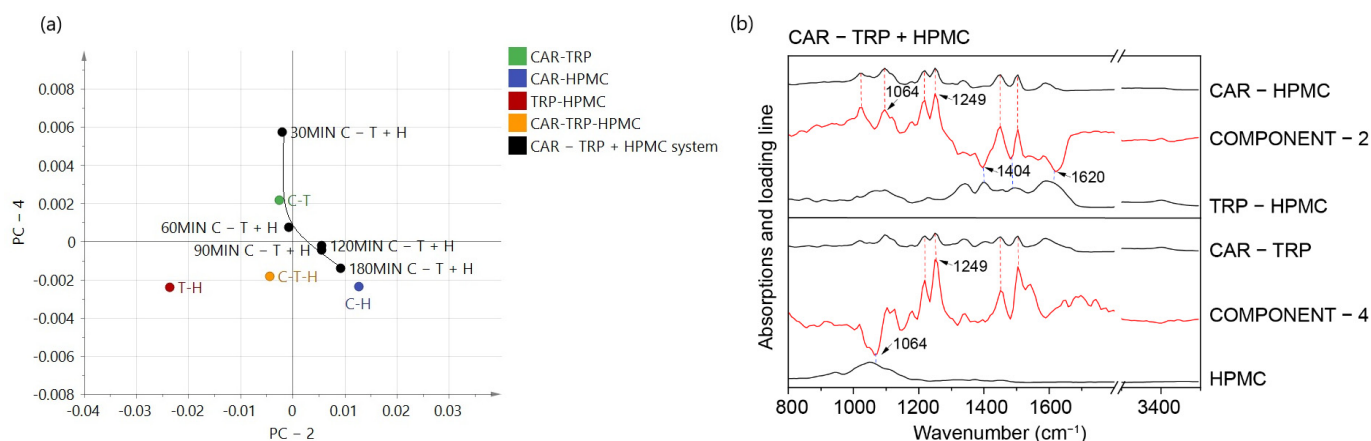 (a)
0.008
0.006
0.004
0.002
0
-0.002
-0.004
-0.006
-0.008
PC – 4
-0.04
-0.02
-0.01
0
0.01
0.02
0.03
PC – 2
30MIN C – T + H
C-T
60MIN C – T + H
90MIN C – T + H
120MIN C – T + H
180MIN C – T + H
T-H
C-T-H
C-H
CAR-TRP
CAR-HPMC
TRP-HPMC
CAR-TRP-HPMC
CAR – TRP + HPMC system
(b)
CAR – TRP + HPMC
Absorptions and loading line
1064
1249
1404
1620
1249
1064
CAR – HPMC
COMPONENT – 2
TRP – HPMC
CAR – TRP
COMPONENT – 4
HPMC
800
1000
1200
1400
1600
3400
Wavenumber (cm⁻¹)